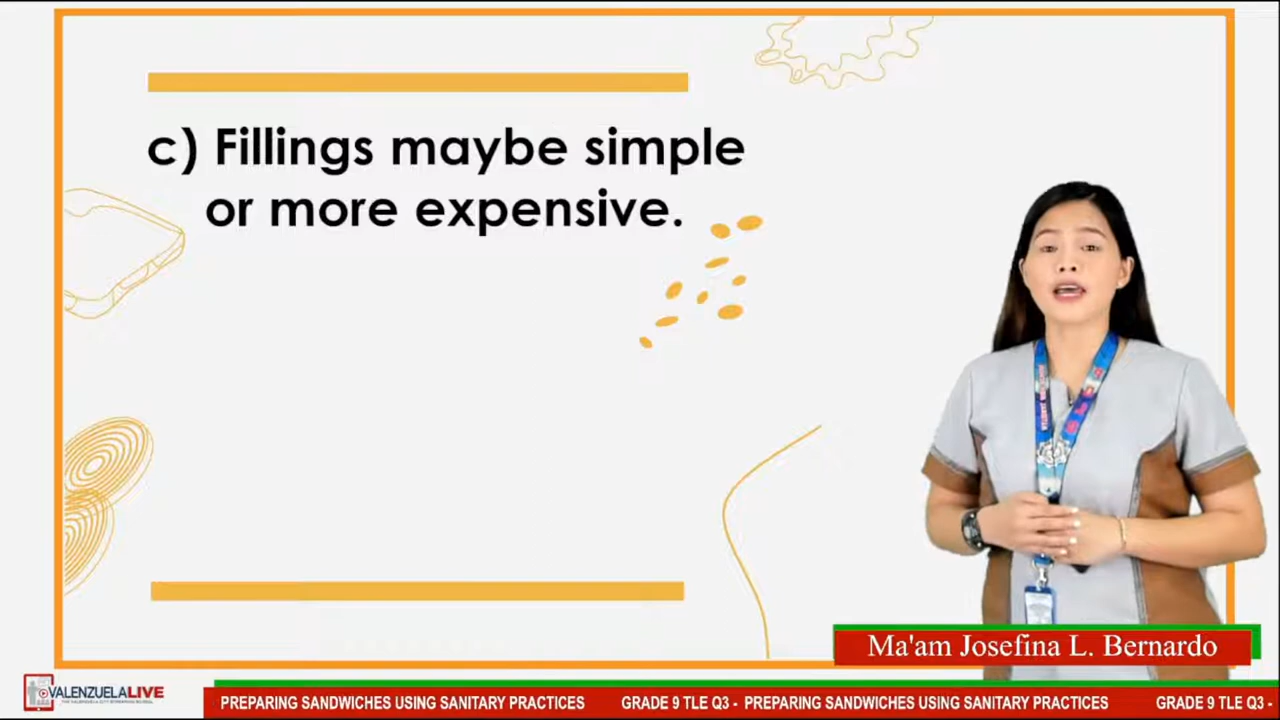 c) Fillings maybe simple
or more expensive.
Ma'am Josefina L. Bernardo
VALENZUELALIVE
PREPARING SANDWICHES USING SANITARY PRACTICES GRADE 9 TLE Q3 - PREPARING SANDWICHES USING SANITARY PRACTICES GRADE 9 TLE Q3 -